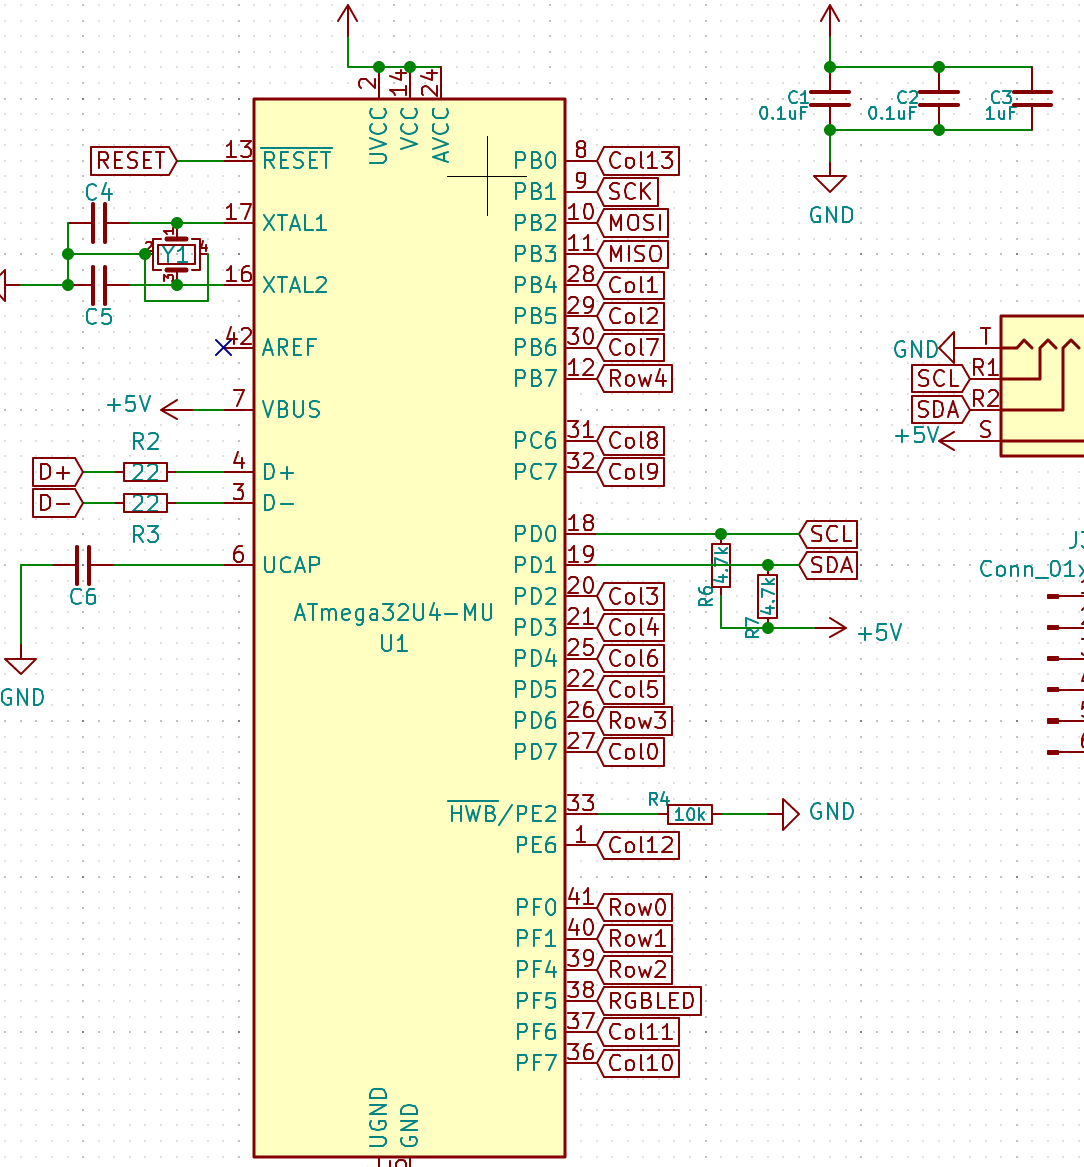 2
14
24
UVCC
VCC
AVCC
C1
0.1uF
C2
0.1uF
C3
1uF
GND
RESET
13
RESET
C4
17
XTAL1
1
2
Y1
4
3
16
XTAL2
C5
42
AREF
+5V
7
VBUS
R2
D+
22
4
D+
D-
22
3
D-
R3
6
UCAP
C6
GND
ATmega32U4-MU
U1
PB0
8
Col13
PB1
9
SCK
PB2
10
MOSI
PB3
11
MISO
PB4
28
Col1
PB5
29
Col2
PB6
30
Col7
PB7
12
Row4
PC6
31
Col8
PC7
32
Col9
PD0
18
SCL
PD1
19
SDA
4.7k
R6
4.7k
R7
+5V
PD2
20
Col3
PD3
21
Col4
PD4
25
Col6
PD5
22
Col5
PD6
26
Row3
PD7
27
Col0
HWB/PE2
33
R4
10k
GND
PE6
1
Col12
PF0
41
Row0
PF1
40
Row1
PF4
39
Row2
PF5
38
RGBLED
PF6
37
Col11
PF7
36
Col10
UGND
GND
GND
T
SCL
R1
SDA
R2
+5V
S
Conn_01x